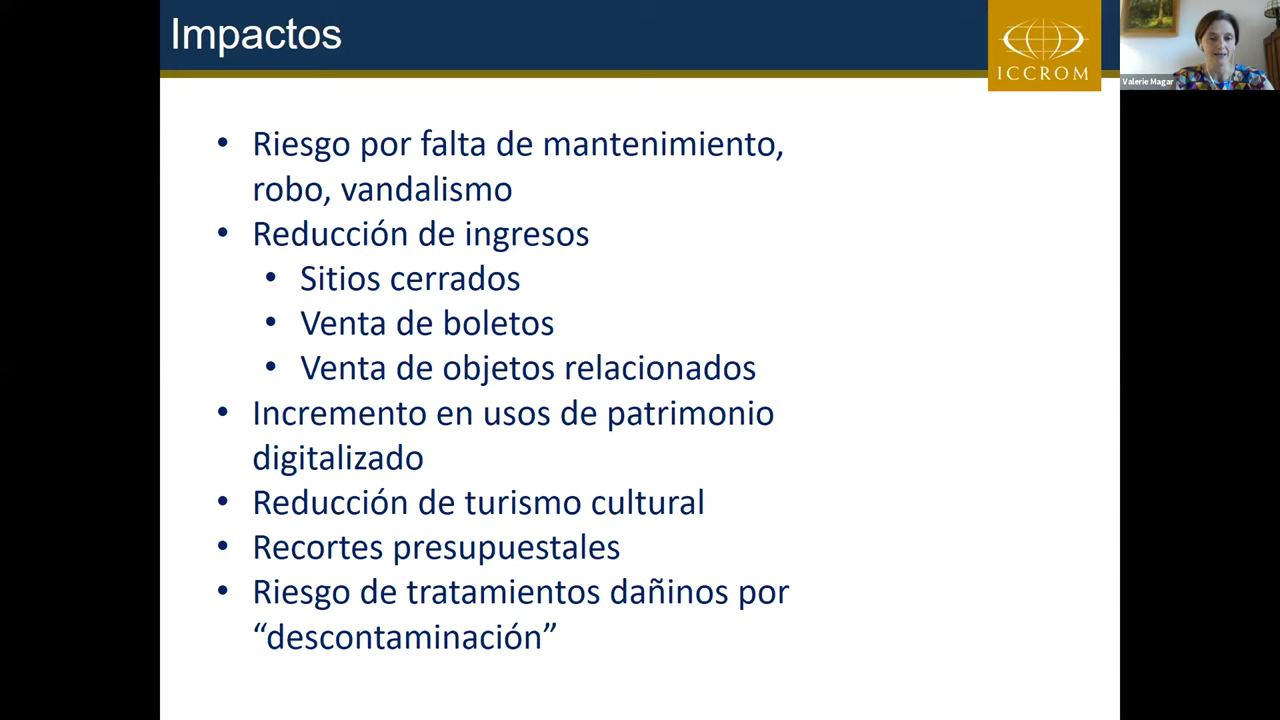 Impactos
ICCROM
Valerie Magar
• Riesgo por falta de mantenimiento,
robo, vandalismo
• Reducción de ingresos
• Sitios cerrados
• Venta de boletos
• Venta de objetos relacionados
• Incremento en usos de patrimonio
digitalizado
• Reducción de turismo cultural
• Recortes presupuestales
• Riesgo de tratamientos dañinos por
“descontaminación”